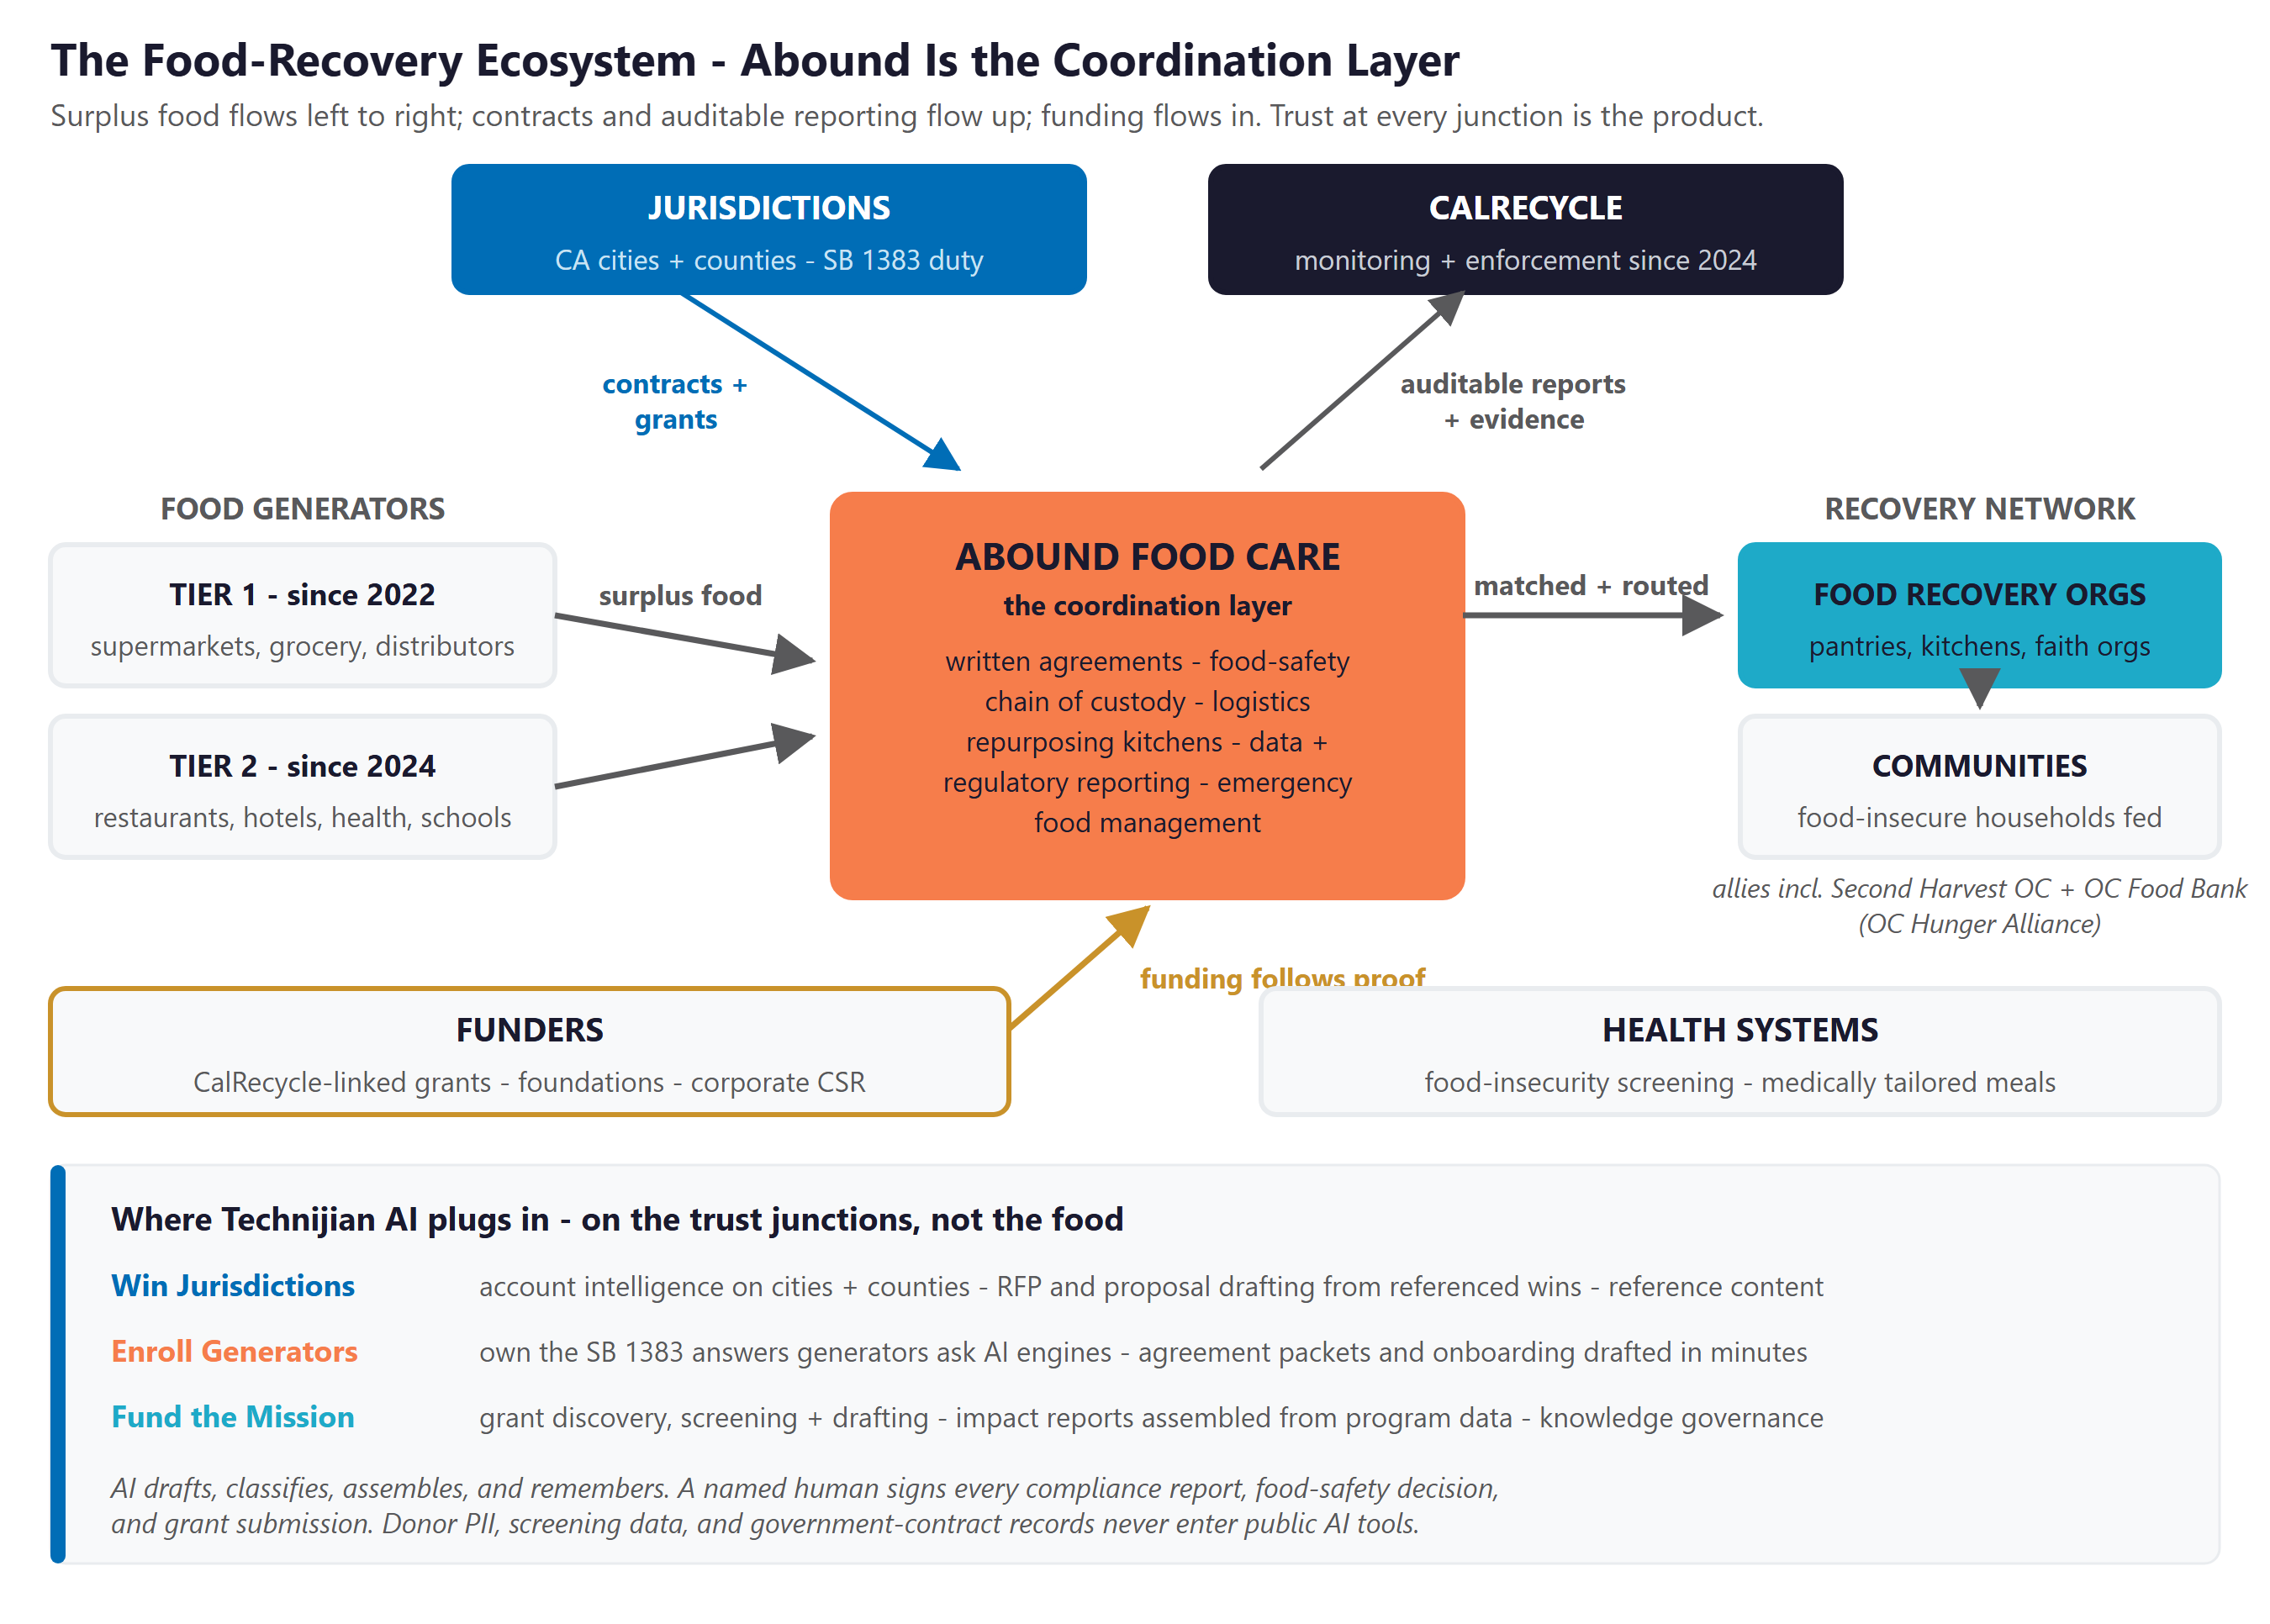 The Food-Recovery Ecosystem - Abound Is the Coordination Layer
Surplus food flows left to right; contracts and auditable reporting flow up; funding flows in. Trust at every junction is the product.
JURISDICTIONS
CA cities + counties - SB 1383 duty
CALRECYCLE
monitoring + enforcement since 2024
contracts +
grants
auditable reports
+ evidence
FOOD GENERATORS
TIER 1 - since 2022
supermarkets, grocery, distributors
TIER 2 - since 2024
restaurants, hotels, health, schools
surplus food
ABOUND FOOD CARE
the coordination layer
written agreements - food-safety
chain of custody - logistics
repurposing kitchens - data +
regulatory reporting - emergency
food management
matched + routed
RECOVERY NETWORK
FOOD RECOVERY ORGS
pantries, kitchens, faith orgs
COMMUNITIES
food-insecure households fed
allies incl. Second Harvest OC + OC Food Bank
(OC Hunger Alliance)
funding follows proof
FUNDERS
CalRecycle-linked grants - foundations - corporate CSR
HEALTH SYSTEMS
food-insecurity screening - medically tailored meals
Where Technijian AI plugs in - on the trust junctions, not the food
Win Jurisdictions account intelligence on cities + counties - RFP and proposal drafting from referenced wins - reference content
Enroll Generators own the SB 1383 answers generators ask AI engines - agreement packets and onboarding drafted in minutes
Fund the Mission grant discovery, screening + drafting - impact reports assembled from program data - knowledge governance
AI drafts, classifies, assembles, and remembers. A named human signs every compliance report, food-safety decision,
and grant submission. Donor PII, screening data, and government-contract records never enter public AI tools.